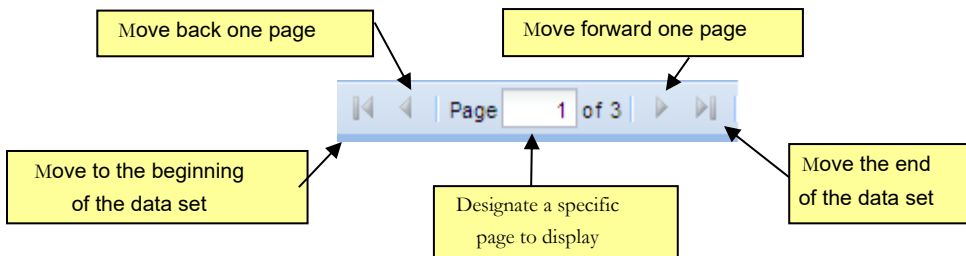 Move back one page
Move forward one page
Page 1 of 3
Move to the beginning
of the data set
Designate a specific
page to display
Move the end
of the data set